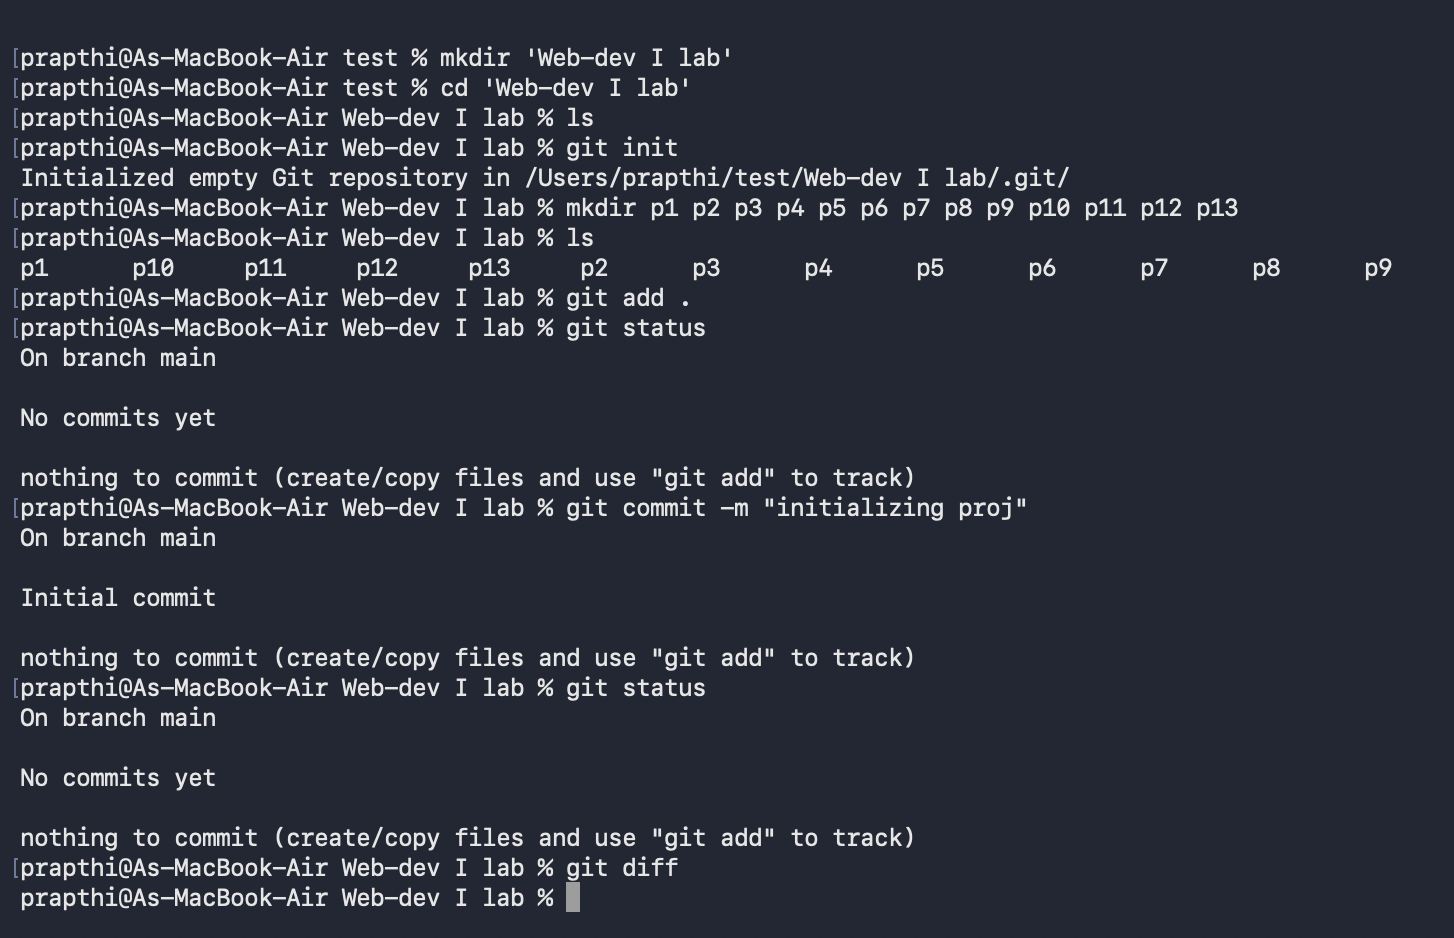 [prapthi@As-MacBook-Air test % mkdir 'Web-dev I lab'
[prapthi@As-MacBook-Air test % cd 'Web-dev I lab'
[prapthi@As-MacBook-Air Web-dev I lab % ls
[prapthi@As-MacBook-Air Web-dev I lab % git init
Initialized empty Git repository in /Users/prapthi/test/Web-dev I lab/.git/
[prapthi@As-MacBook-Air Web-dev I lab % mkdir p1 p2 p3 p4 p5 p6 p7 p8 p9 p10 p11 p12 p13
[prapthi@As-MacBook-Air Web-dev I lab % ls
p1 p10 p11 p12 p13 p2 p3 p4 p5 p6 p7 p8 p9
[prapthi@As-MacBook-Air Web-dev I lab % git add .
[prapthi@As-MacBook-Air Web-dev I lab % git status
On branch main
No commits yet
nothing to commit (create/copy files and use "git add" to track)
[prapthi@As-MacBook-Air Web-dev I lab % git commit -m "initializing proj"
On branch main
Initial commit
nothing to commit (create/copy files and use "git add" to track)
[prapthi@As-MacBook-Air Web-dev I lab % git status
On branch main
No commits yet
nothing to commit (create/copy files and use "git add" to track)
[prapthi@As-MacBook-Air Web-dev I lab % git diff
prapthi@As-MacBook-Air Web-dev I lab %